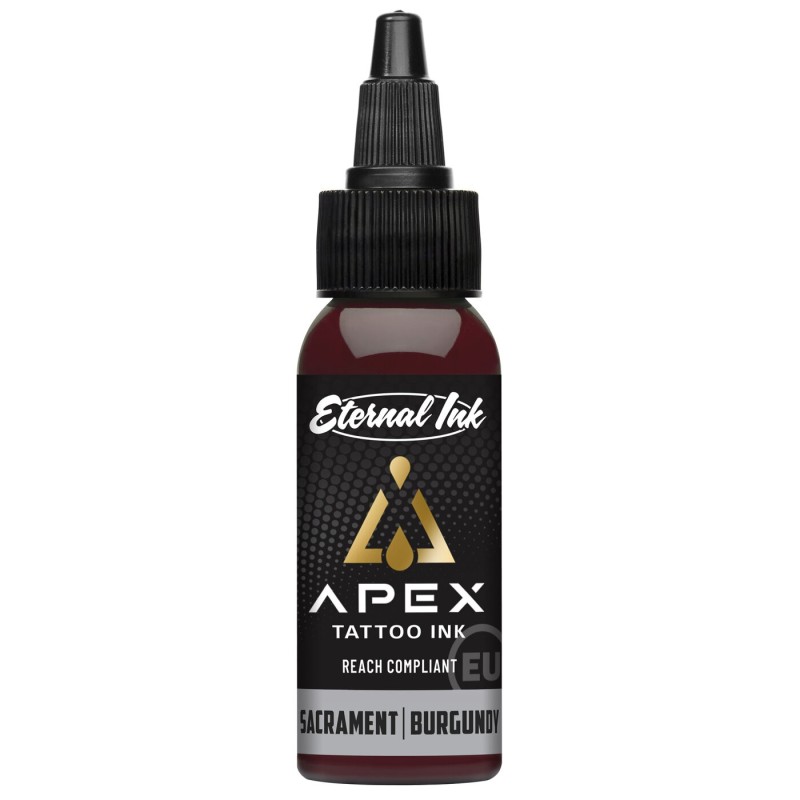 Eternal Ink
APEX
TATTOO INK
REACH COMPLIANT EU
SACRAMENT | BURGUNDY